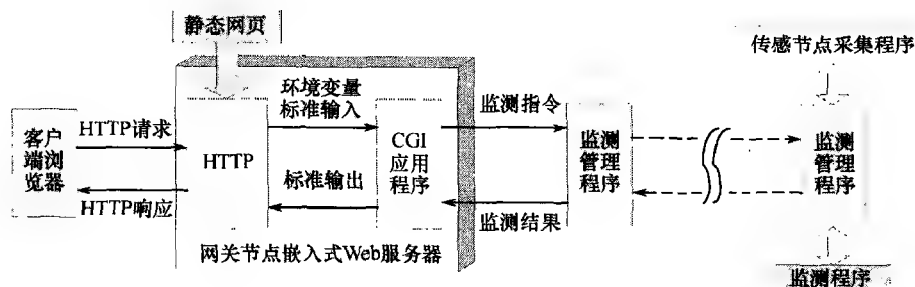 静态网页
传感节点采集程序
环境变量
标准输入
监测指令
客户
端浏
览器
HTTP请求
HTTP
CGI
应用
程序
监测
管理
程序
监测
管理
程序
标准输出
HTTP响应
监测结果
网关节点嵌入式Web服务器
监测程序